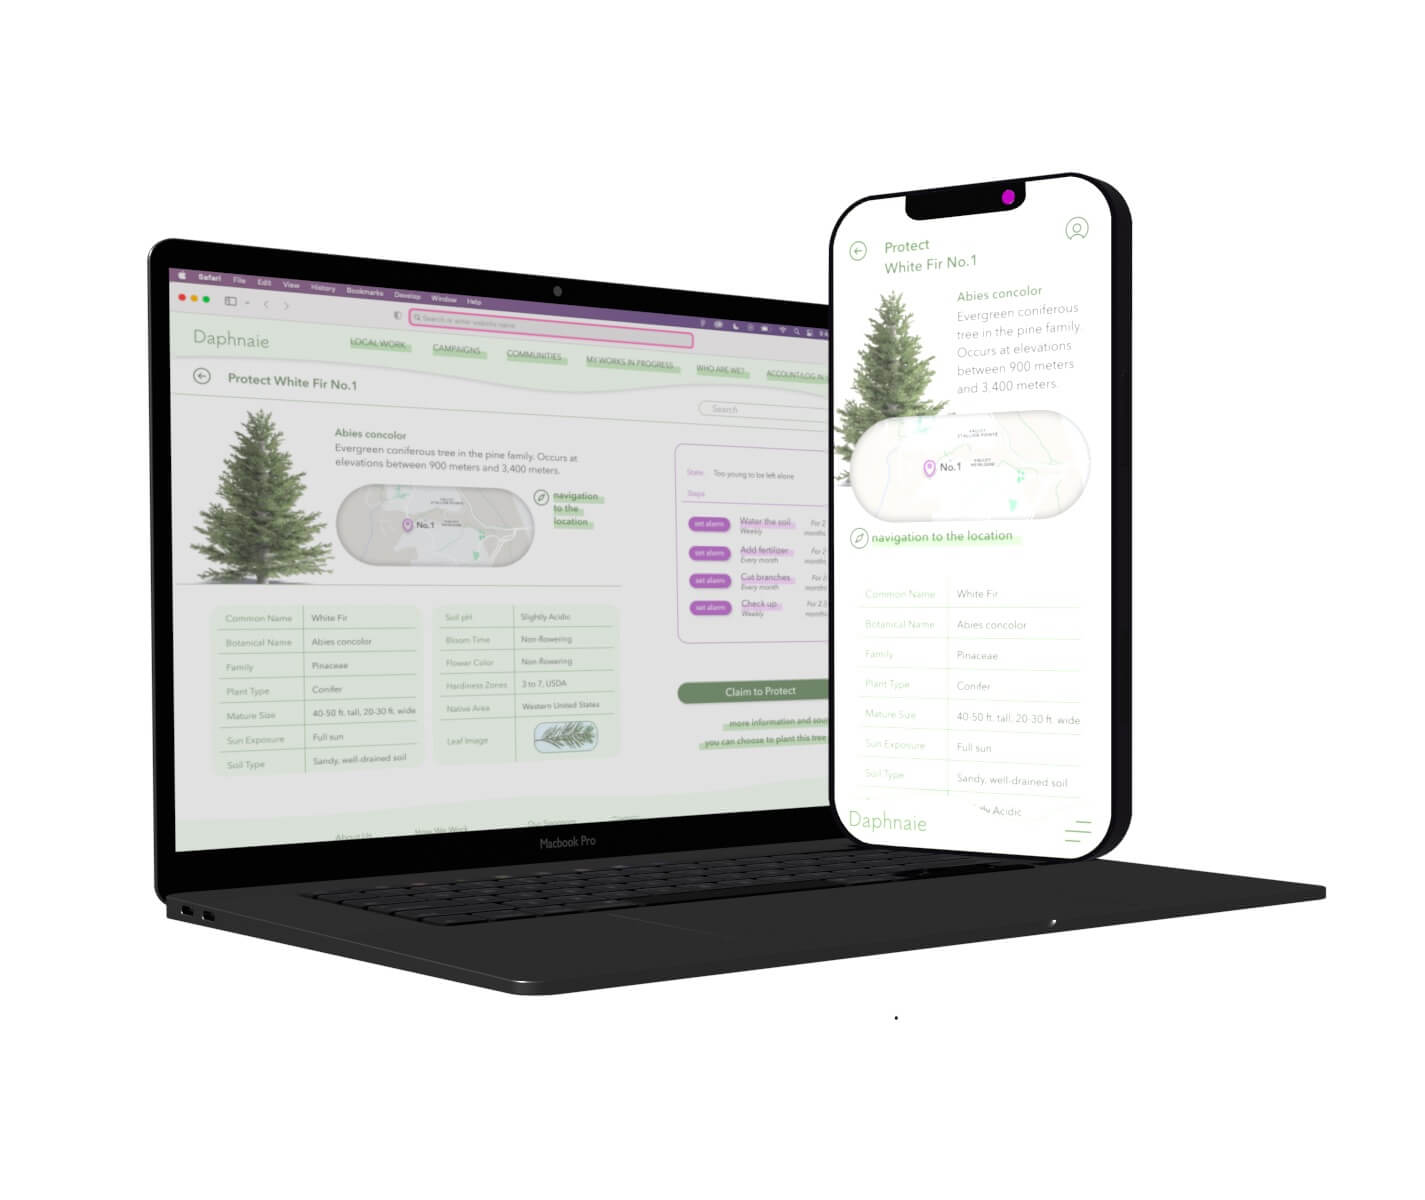 Safari File Edit View History Bookmarks Develop Window Help
Search or enter website name
Daphnaie
LOCAL WORK CAMPAIGNS COMMUNITIES MY WORKS IN PROGRESS WHO ARE WE? ACCOUNT/LOG IN
Protect White Fir No.1
Search
Abies concolor
Evergreen coniferous tree in the pine family. Occurs at
elevations between 900 meters and 3,400 meters.
No.1
navigation
to the
location
State Too young to be left alone
Steps
set alarm Water the soil For 2
Weekly months
set alarm Add fertilizer For 2
Every month months
set alarm Cut branches For
Every month months
set alarm Check up For 2
Weekly months
Claim to Protect
more information and
you can choose to plant this tree
Common Name White Fir
Botanical Name Abies concolor
Family Pinaceae
Plant Type Conifer
Mature Size 40-50 ft. tall, 20-30 ft. wide
Sun Exposure Full sun
Soil Type Sandy, well-drained soil
Soil pH Slightly Acidic
Bloom Time Non-flowering
Flower Color Non-flowering
Hardiness Zones 3 to 7, USDA
Native Area Western United States
Leaf Image
About Us How We Work Our Sponsors
Macbook Pro
Protect
White Fir No.1
Abies concolor
Evergreen coniferous
tree in the pine family.
Occurs at elevations
between 900 meters
and 3.400 meters.
VALLEY
STALLION POINTE
VALLEY
HEIRLOOM
No.1
navigation to the location
Common Name White Fir
Botanical Name Abies concolor
Family Pinaceae
Plant Type Conifer
Mature Size 40-50 ft. tall, 20-30 ft. wide
Sun Exposure Full sun
Soil Type Sandy, well-drained soil
Acidic
Daphnaie